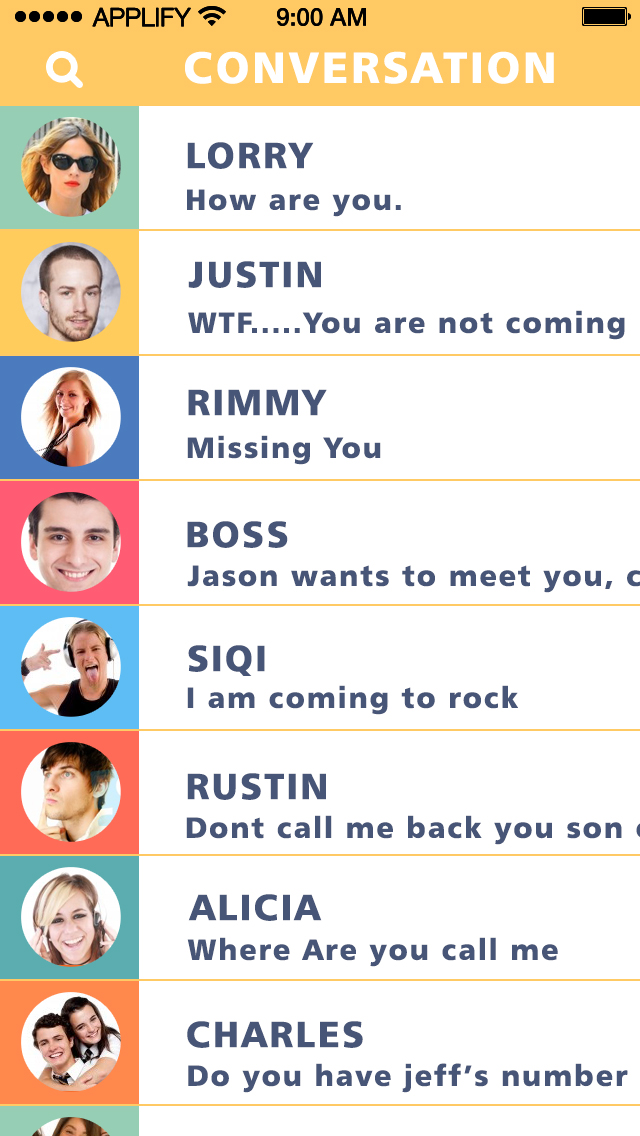 APPLIFY 9:00 AM
CONVERSATION
LORRY
How are you.
JUSTIN
WTF.....You are not coming
RIMMY
Missing You
BOSS
Jason wants to meet you, c
SIQI
I am coming to rock
RUSTIN
Dont call me back you son
ALICIA
Where Are you call me
CHARLES
Do you have jeff’s number